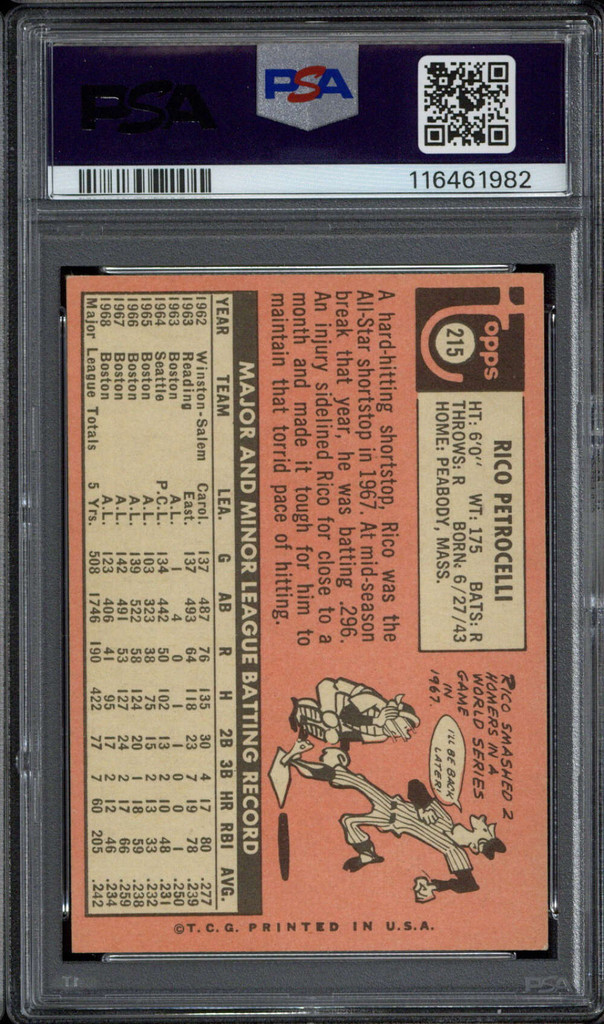 PSA
PSA
116461982
Topps
215
RICO PETROCELLI
HT: 6'0" WT: 175 BATS: R
THROWS: R BORN: 6/27/43
HOME: PEABODY, MASS.
A hard-hitting shortstop, Rico was the
All-Star shortstop in 1967. At mid-season
break that year, he was batting .296.
An injury sidelined Rico for close to a
month and made it tough for him to
maintain that torrid pace of hitting.
RICO SMASHED 2
HOMERS IN A
WORLD SERIES
GAME IN
1967.
I'LL BE BACK
LATER!
MAJOR AND MINOR LEAGUE BATTING RECORD
YEAR TEAM LEA. G AB R H 2B 3B HR RBI AVG.
1962 Winston-Salem Carol. 137 487 76 135 30 4 17 80 .277
1963 Reading East. 137 493 64 118 23 7 19 78 .239
1963 Boston A.L. 1 4 0 1 1 0 0 1 .250
1964 Seattle P.C.L. 134 442 50 102 13 2 10 48 .231
1965 Boston A.L. 103 323 38 75 15 2 13 33 .232
1966 Boston A.L. 139 522 58 124 20 1 18 59 .238
1967 Boston A.L. 142 491 53 127 24 2 17 66 .259
1968 Boston A.L. 123 406 41 95 17 2 12 46 .234
Major League Totals 5 Yrs. 508 1746 190 422 77 7 60 205 .242
©T.C.G. PRINTED IN U.S.A.
PSA